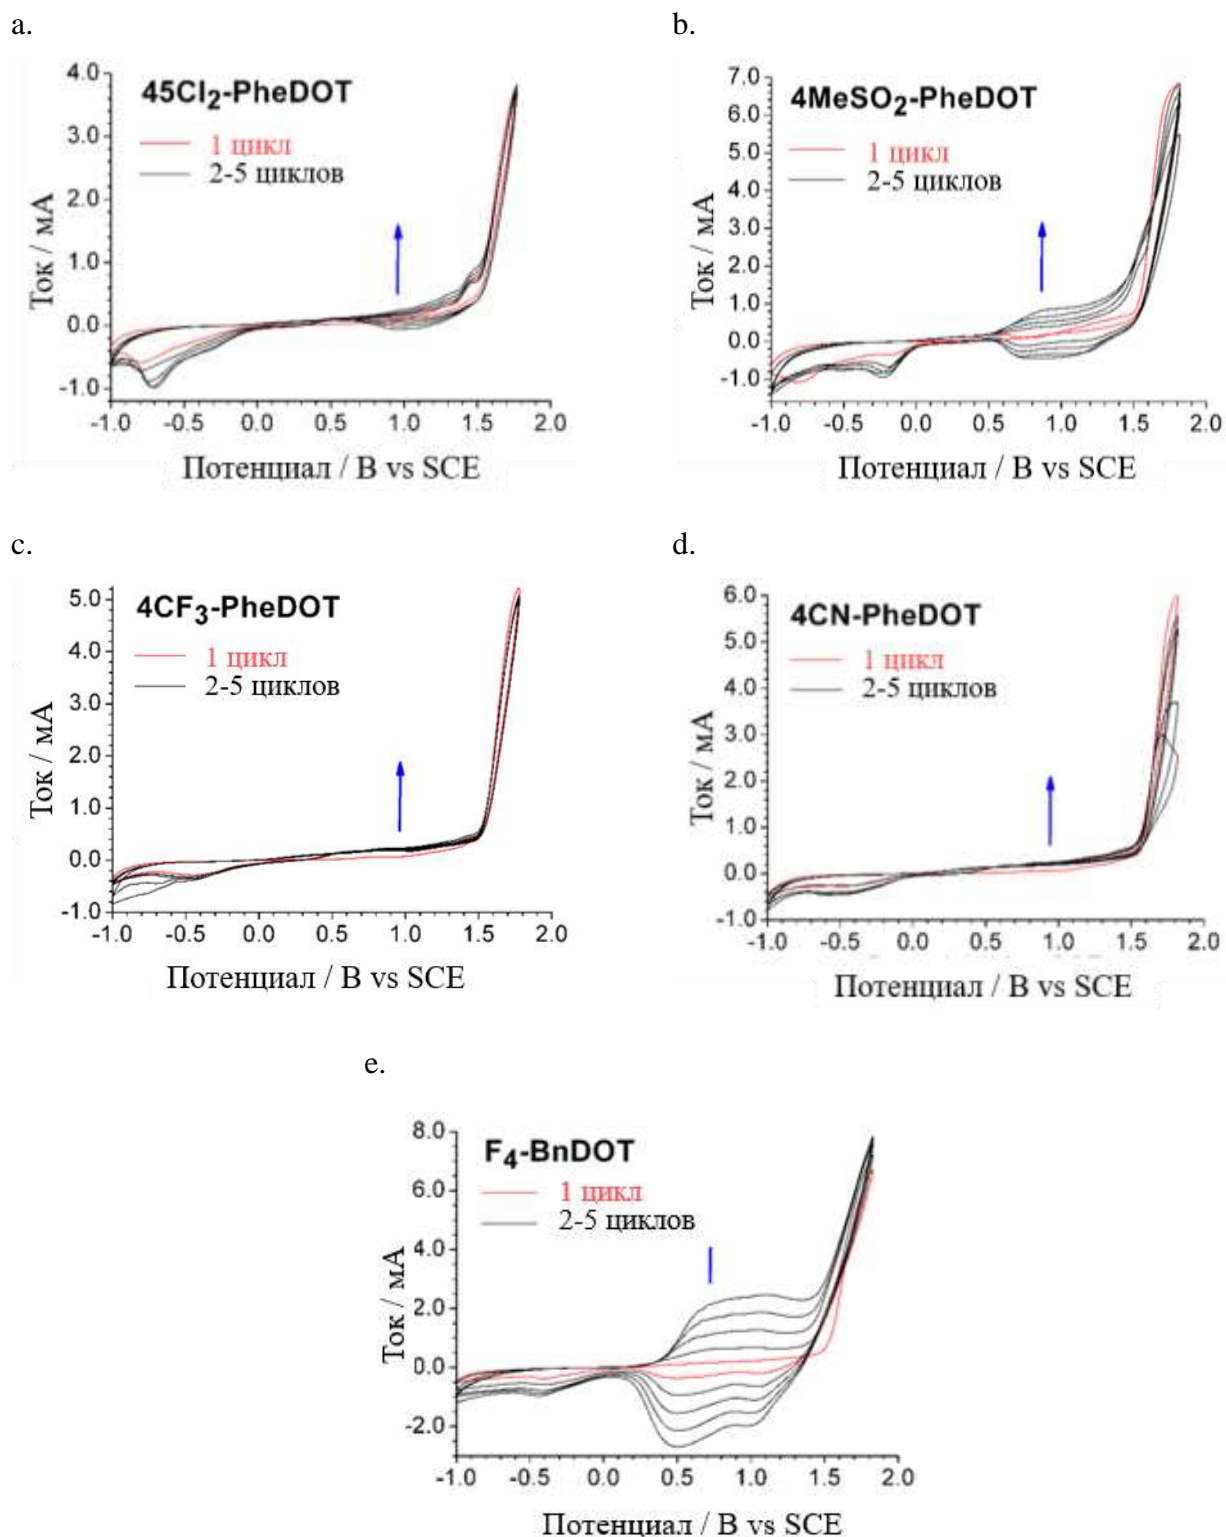 a.
45Cl₂-PheDOT
1 цикл
2-5 циклов
4.0
3.0
2.0
1.0
0.0
-1.0
Ток / мА
-1.0 -0.5 0.0 0.5 1.0 1.5 2.0
Потенциал / В vs SCE
b.
4MeSO₂-PheDOT
1 цикл
2-5 циклов
7.0
6.0
5.0
4.0
3.0
2.0
1.0
0.0
-1.0
Ток / мА
-1.0 -0.5 0.0 0.5 1.0 1.5 2.0
Потенциал / В vs SCE
c.
4CF₃-PheDOT
1 цикл
2-5 циклов
5.0
4.0
3.0
2.0
1.0
0.0
-1.0
Ток / мА
-1.0 -0.5 0.0 0.5 1.0 1.5 2.0
Потенциал / В vs SCE
d.
4CN-PheDOT
1 цикл
2-5 циклов
6.0
5.0
4.0
3.0
2.0
1.0
0.0
-1.0
Ток / мА
-1.0 -0.5 0.0 0.5 1.0 1.5 2.0
Потенциал / В vs SCE
e.
F₄-BnDOT
1 цикл
2-5 циклов
8.0
6.0
4.0
2.0
0.0
-2.0
Ток / мА
-1.0 -0.5 0.0 0.5 1.0 1.5 2.0
Потенциал / В vs SCE